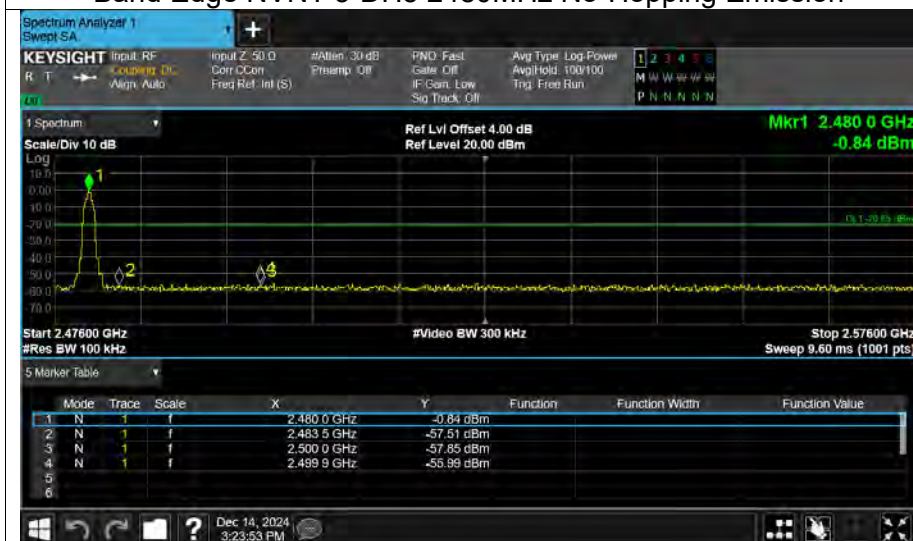 Band Edge NVNT 3-DH5 2480MHz No-Hopping Emission
Spectrum Analyzer 1
Swept SA
+
KEYSIGHT Input: RF Input Z: 50 Ω #Atten: 30 dB PNO: Fast Avg Type: Log-Power 1 2 3 4 5 6
R T Coupling: DC Corr CCorr Preamp: Off Gate: Off Avg|Hold: 100/100 M W W W W W
Align: Auto Freq Ref: Int (S) IF Gain: Low Trig: Free Run
Sig Track: Off P N N N N N
1 Spectrum
Ref Lvl Offset 4.00 dB Mkr1 2.480 0 GHz
Scale/Div 10 dB Ref Level 20.00 dBm -0.84 dBm
Log
10.0
1
0.00
-10.0
-20.0
DL1 -20.65 dBm
-30.0
-40.0
-50.0
2
-60.0
-70.0
Start 2.47600 GHz #Video BW 300 kHz Stop 2.57600 GHz
#Res BW 100 kHz Sweep 9.60 ms (1001 pts)
5 Marker Table
Mode Trace Scale X Y Function Function Width Function Value
1 N 1 f 2.480 0 GHz -0.84 dBm
2 N 1 f 2.483 5 GHz -57.51 dBm
3 N 1 f 2.500 0 GHz -57.85 dBm
4 N 1 f 2.499 9 GHz -55.99 dBm
5
6
? Dec 14, 2024
3:23:53 PM